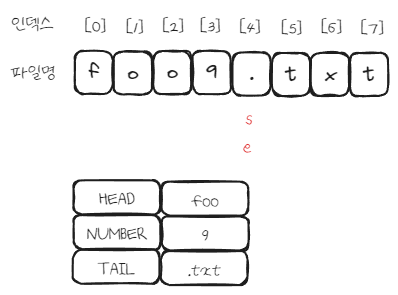 인덱스 [0] [1] [2] [3] [4] [5] [6] [7]
파일명 f o o 9 . t x t
s
e
HEAD foo
NUMBER 9
TAIL .txt